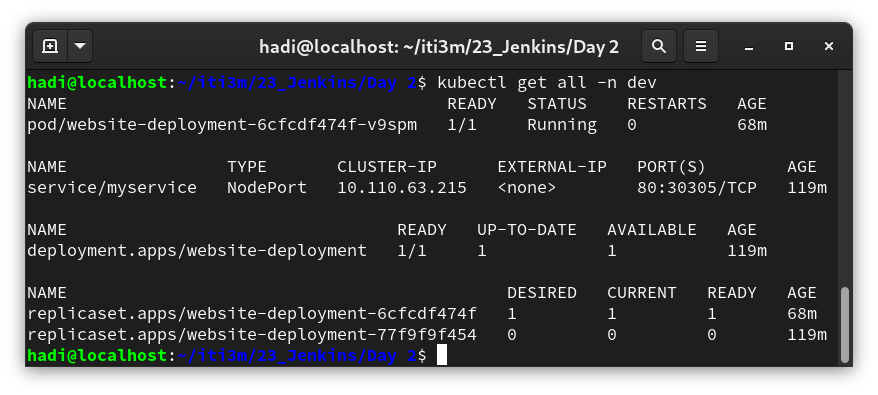 hadi@localhost: ~/iti3m/23_Jenkins/Day 2
hadi@localhost:~/iti3m/23_Jenkins/Day 2$ kubectl get all -n dev
NAME                                      READY   STATUS    RESTARTS   AGE
pod/website-deployment-6cfcdf474f-v9spm   1/1     Running   0          68m

NAME                TYPE       CLUSTER-IP      EXTERNAL-IP   PORT(S)        AGE
service/myservice   NodePort   10.110.63.215   <none>        80:30305/TCP   119m

NAME                                 READY   UP-TO-DATE   AVAILABLE   AGE
deployment.apps/website-deployment   1/1     1            1           119m

NAME                                            DESIRED   CURRENT   READY   AGE
replicaset.apps/website-deployment-6cfcdf474f   1         1         1       68m
replicaset.apps/website-deployment-77f9f9f454   0         0         0       119m
hadi@localhost:~/iti3m/23_Jenkins/Day 2$